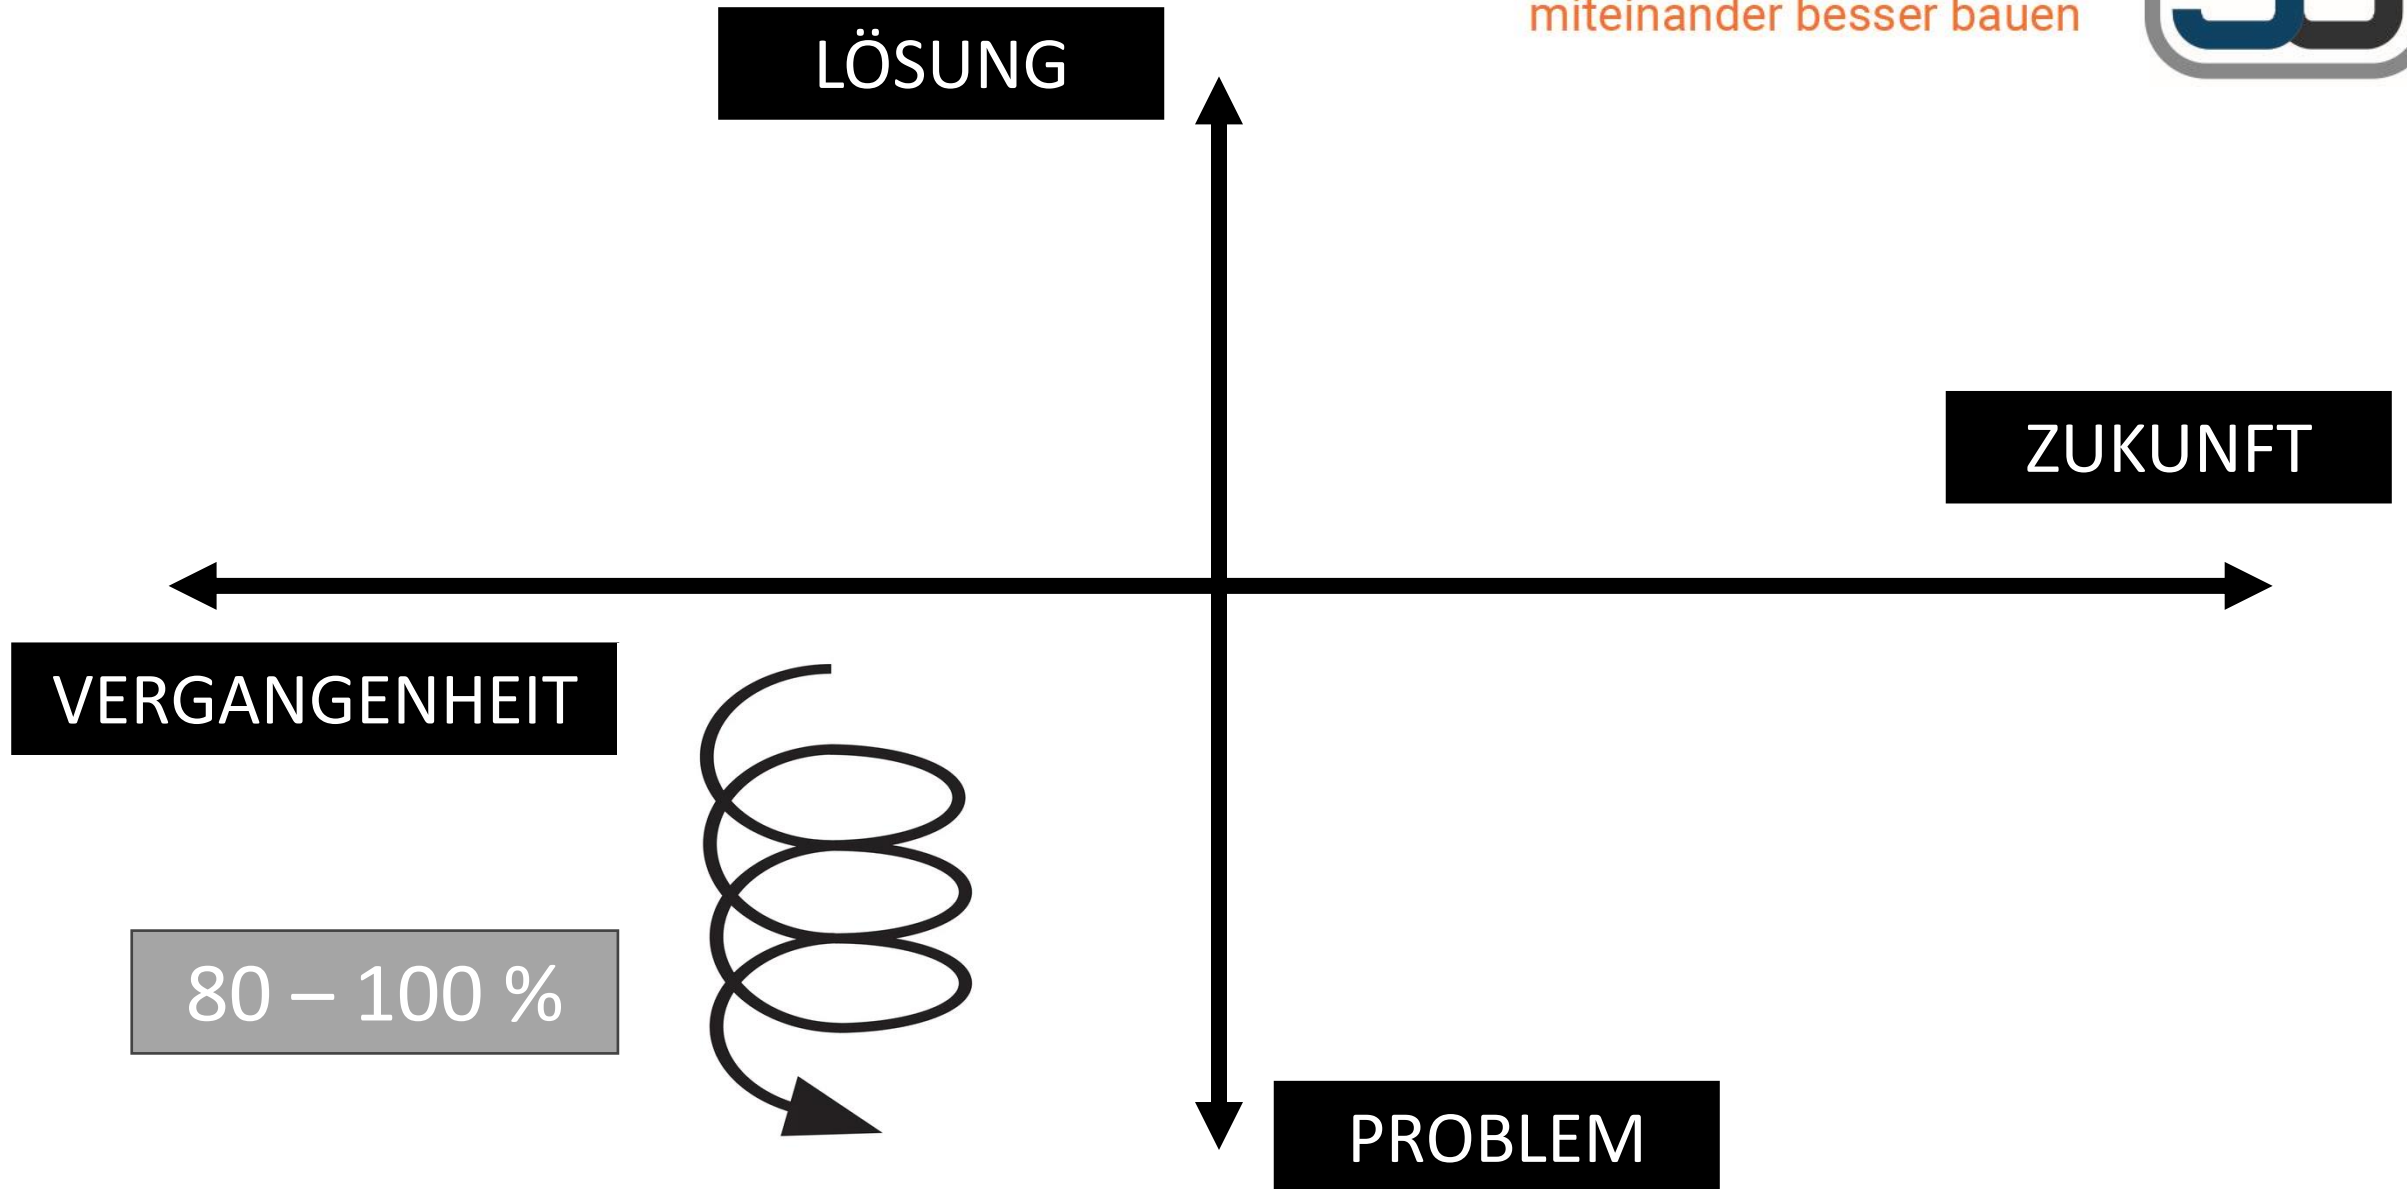 miteinander besser bauen
LÖSUNG
ZUKUNFT
VERGANGENHEIT
80 – 100 %
PROBLEM